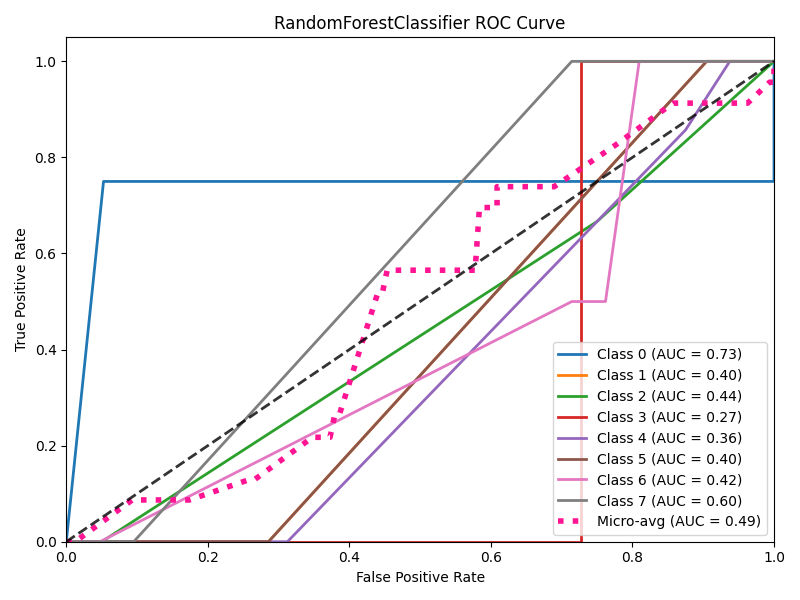 RandomForestClassifier ROC Curve
True Positive Rate
1.0
0.8
0.6
0.4
0.2
0.0
0.0 0.2 0.4 0.6 0.8 1.0
False Positive Rate
Class 0 (AUC = 0.73)
Class 1 (AUC = 0.40)
Class 2 (AUC = 0.44)
Class 3 (AUC = 0.27)
Class 4 (AUC = 0.36)
Class 5 (AUC = 0.40)
Class 6 (AUC = 0.42)
Class 7 (AUC = 0.60)
Micro-avg (AUC = 0.49)